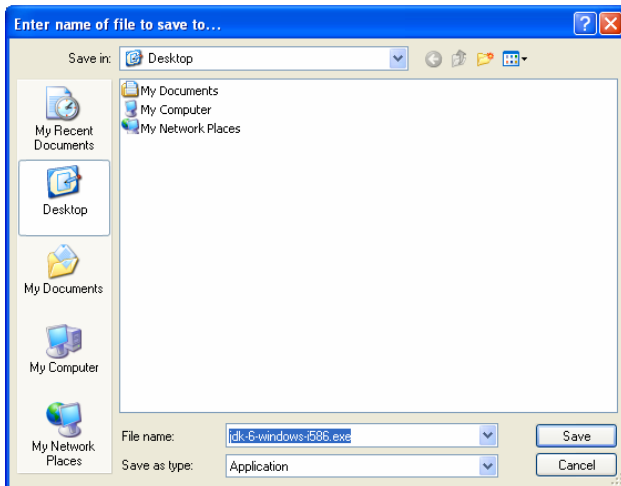 Enter name of file to save to...
Save in:
Desktop
My Documents
My Computer
My Network Places
My Recent
Documents
Desktop
My Documents
My Computer
My Network
Places
File name:
jdk-6-windows-i586.exe
Save
Save as type:
Application
Cancel